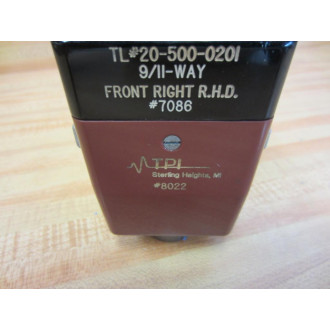 TL#20-500-0201
9/11-WAY
FRONT RIGHT R.H.D.
#7086
TPI
Sterling Heights, MI
#8022